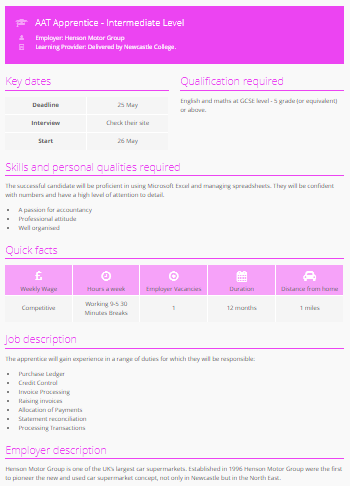 AAT Apprentice - Intermediate Level
Employer: Henson Motor Group
Learning Provider: Delivered by Newcastle College.
Key dates
Deadline 25 May
Interview Check their site
Start 26 May
Qualification required
English and maths at GCSE level - 5 grade (or equivalent)
or above.
Skills and personal qualities required
The successful candidate will be proficient in using Microsoft Excel and managing spreadsheets. They will be confident
with numbers and have a high level of attention to detail.
• A passion for accountancy
• Professional attitude
• Well organised
Quick facts
£
Weekly Wage Hours a week Employer Vacancies Duration Distance from home
Competitive Working 9-5 30 Minutes Breaks 1 12 months 1 miles
Job description
The apprentice will gain experience in a range of duties for which they will be responsible:
• Purchase Ledger
• Credit Control
• Invoice Processing
• Raising invoices
• Allocation of Payments
• Statement reconciliation
• Processing Transactions
Employer description
Henson Motor Group is one of the UK's largest car supermarkets. Established in 1996 Henson Motor Group were the first
to pioneer the new and used car supermarket concept, not only in Newcastle but in the North East.